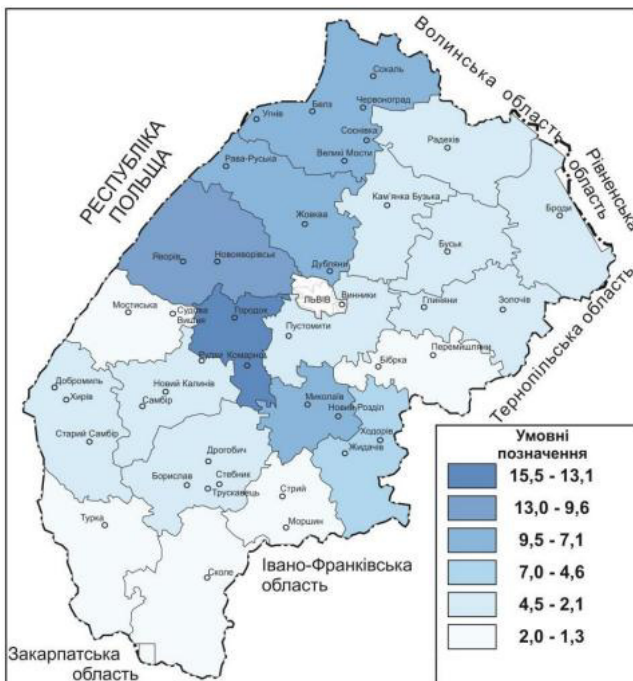 Волинська область
Рівненська
область
РЕСПУБЛІКА
ПОЛЬЩА
Сокаль
Белз
Червоноград
Угнів
Соснівка
Великі Мости
Рава-Руська
Радехів
Кам'янка Бузька
Броди
Жовква
Буськ
Яворів
Новояворівськ
Дубляни
Мостиська
Судова
Вишня
Городок
ЛЬВІВ
Винники
Глиняни
Золочів
Пустомити
Рудки
Комарно
Бібрка
Перемишляни
Тернопільська область
Добромиль
Хирів
Новий Калинів
Самбір
Миколаїв
Новий Розділ
Ходорів
Жидачів
Старий Самбір
Дрогобич
Борислав
Стебник
Трускавець
Стрий
Моршин
Турка
Сколе
Івано-Франківська
область
Закарпатська
область
Умовні
позначення
15,5 - 13,1
13,0 - 9,6
9,5 - 7,1
7,0 - 4,6
4,5 - 2,1
2,0 - 1,3